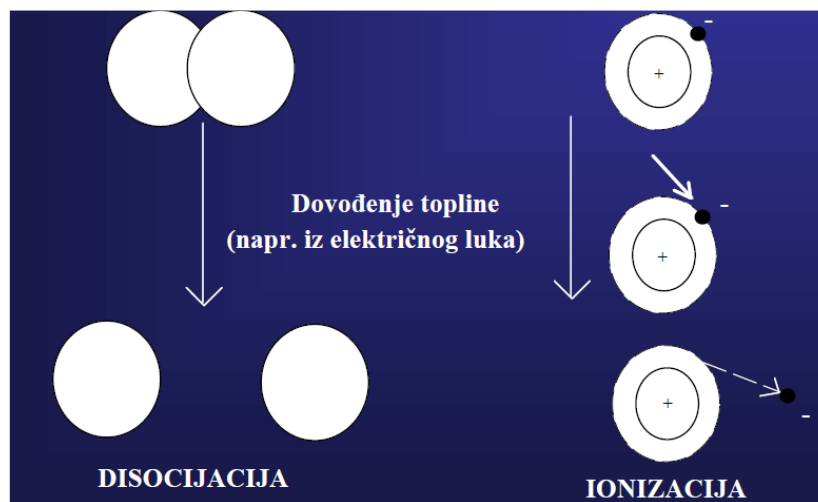 -
+
Dovođenje topline
(napr. iz električnog luka)
-
+
+
-
DISOCIJACIJA
IONIZACIJA